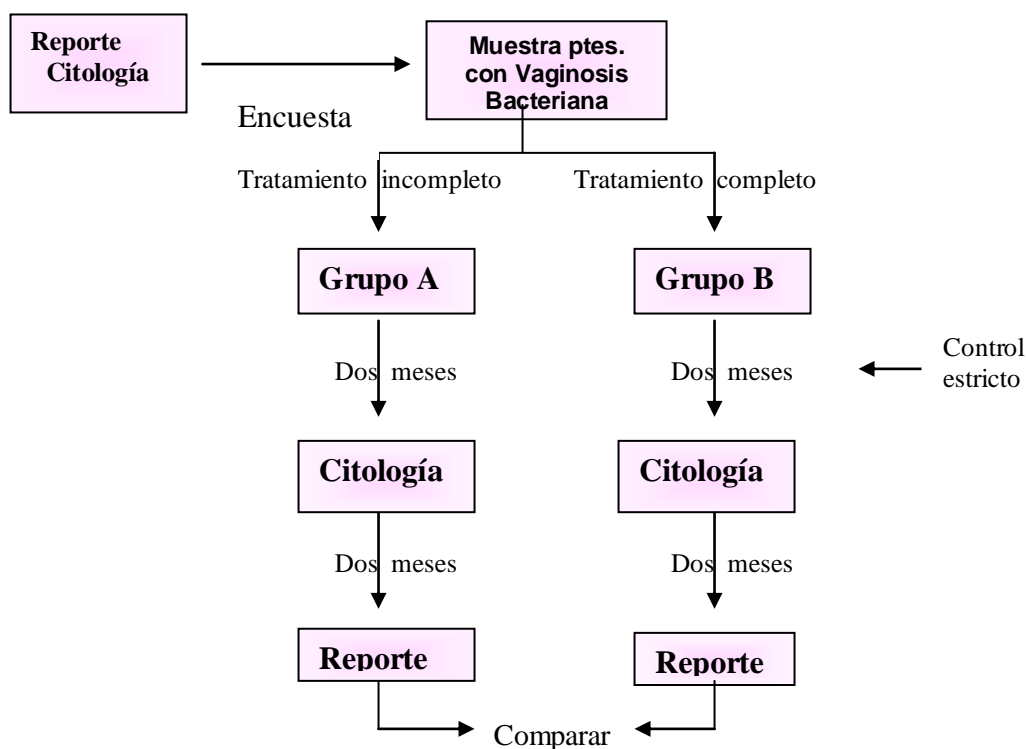 Reporte
Citología
Muestra ptes.
con Vaginosis
Bacteriana
Encuesta
Tratamiento incompleto
Tratamiento completo
Grupo A
Grupo B
Dos meses
Dos meses
Control
estricto
Citología
Citología
Dos meses
Dos meses
Reporte
Reporte
Comparar